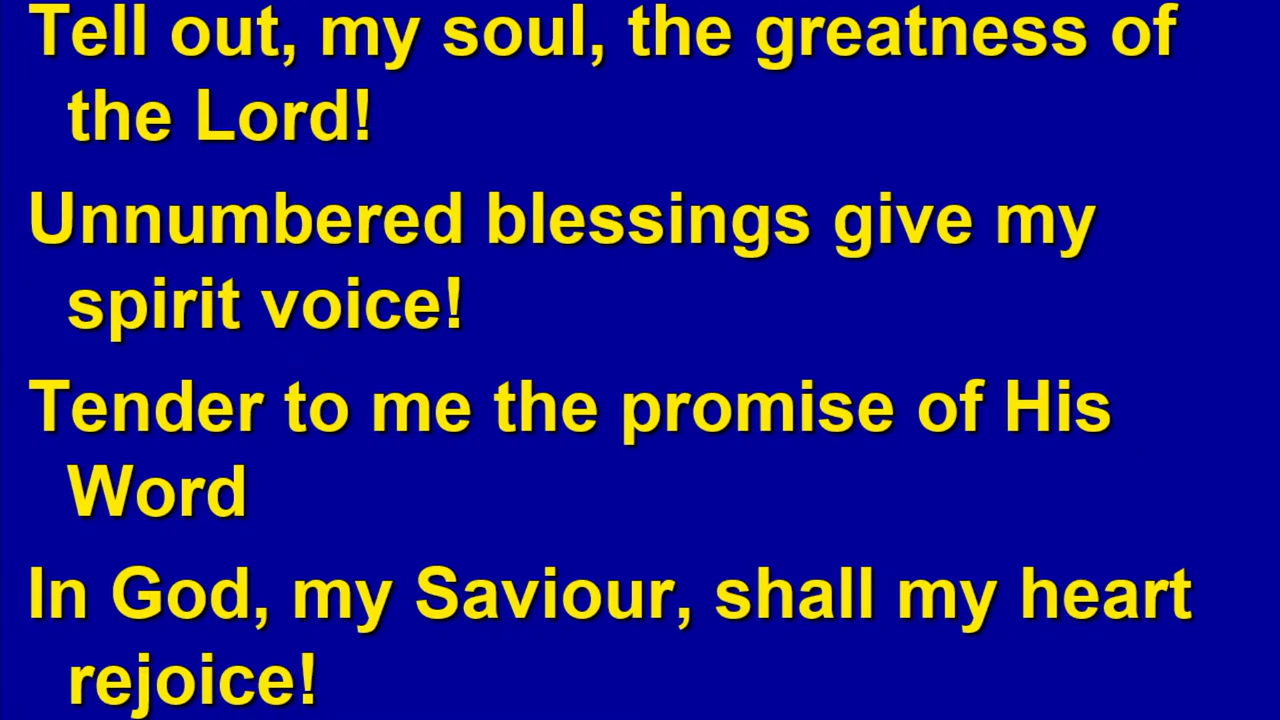 Tell out, my soul, the greatness of
the Lord!
Unnumbered blessings give my
spirit voice!
Tender to me the promise of His
Word
In God, my Saviour, shall my heart
rejoice!